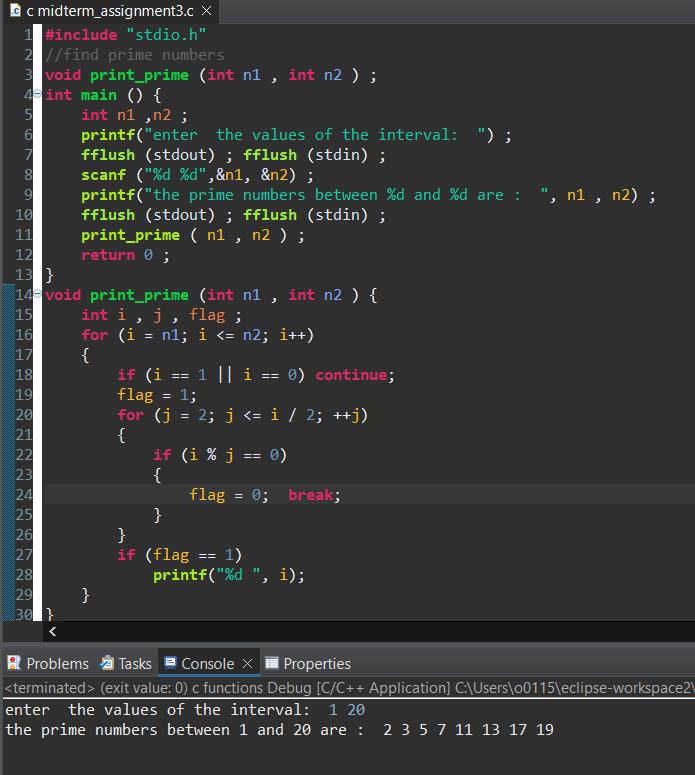 c midterm_assignment3.c
1 #include "stdio.h"
2 //find prime numbers
3 void print_prime (int n1 , int n2 ) ;
4 int main () {
5 int n1 ,n2 ;
6 printf("enter  the values of the interval:  ") ;
7 fflush (stdout) ; fflush (stdin) ;
8 scanf ("%d %d",&n1, &n2) ;
9 printf("the prime numbers between %d and %d are :  ", n1 , n2) ;
10 fflush (stdout) ; fflush (stdin) ;
11 print_prime ( n1 , n2 ) ;
12 return 0 ;
13 }
14 void print_prime (int n1 , int n2 ) {
15 int i , j , flag ;
16 for (i = n1; i <= n2; i++)
17 {
18 if (i == 1 || i == 0) continue;
19 flag = 1;
20 for (j = 2; j <= i / 2; ++j)
21 {
22 if (i % j == 0)
23 {
24 flag = 0;  break;
25 }
26 }
27 if (flag == 1)
28 printf("%d ", i);
29 }
30 }
Problems Tasks Console Properties
<terminated> (exit value: 0) c functions Debug [C/C++ Application] C:\Users\o0115\eclipse-workspace2\
enter  the values of the interval:  1 20
the prime numbers between 1 and 20 are :  2 3 5 7 11 13 17 19